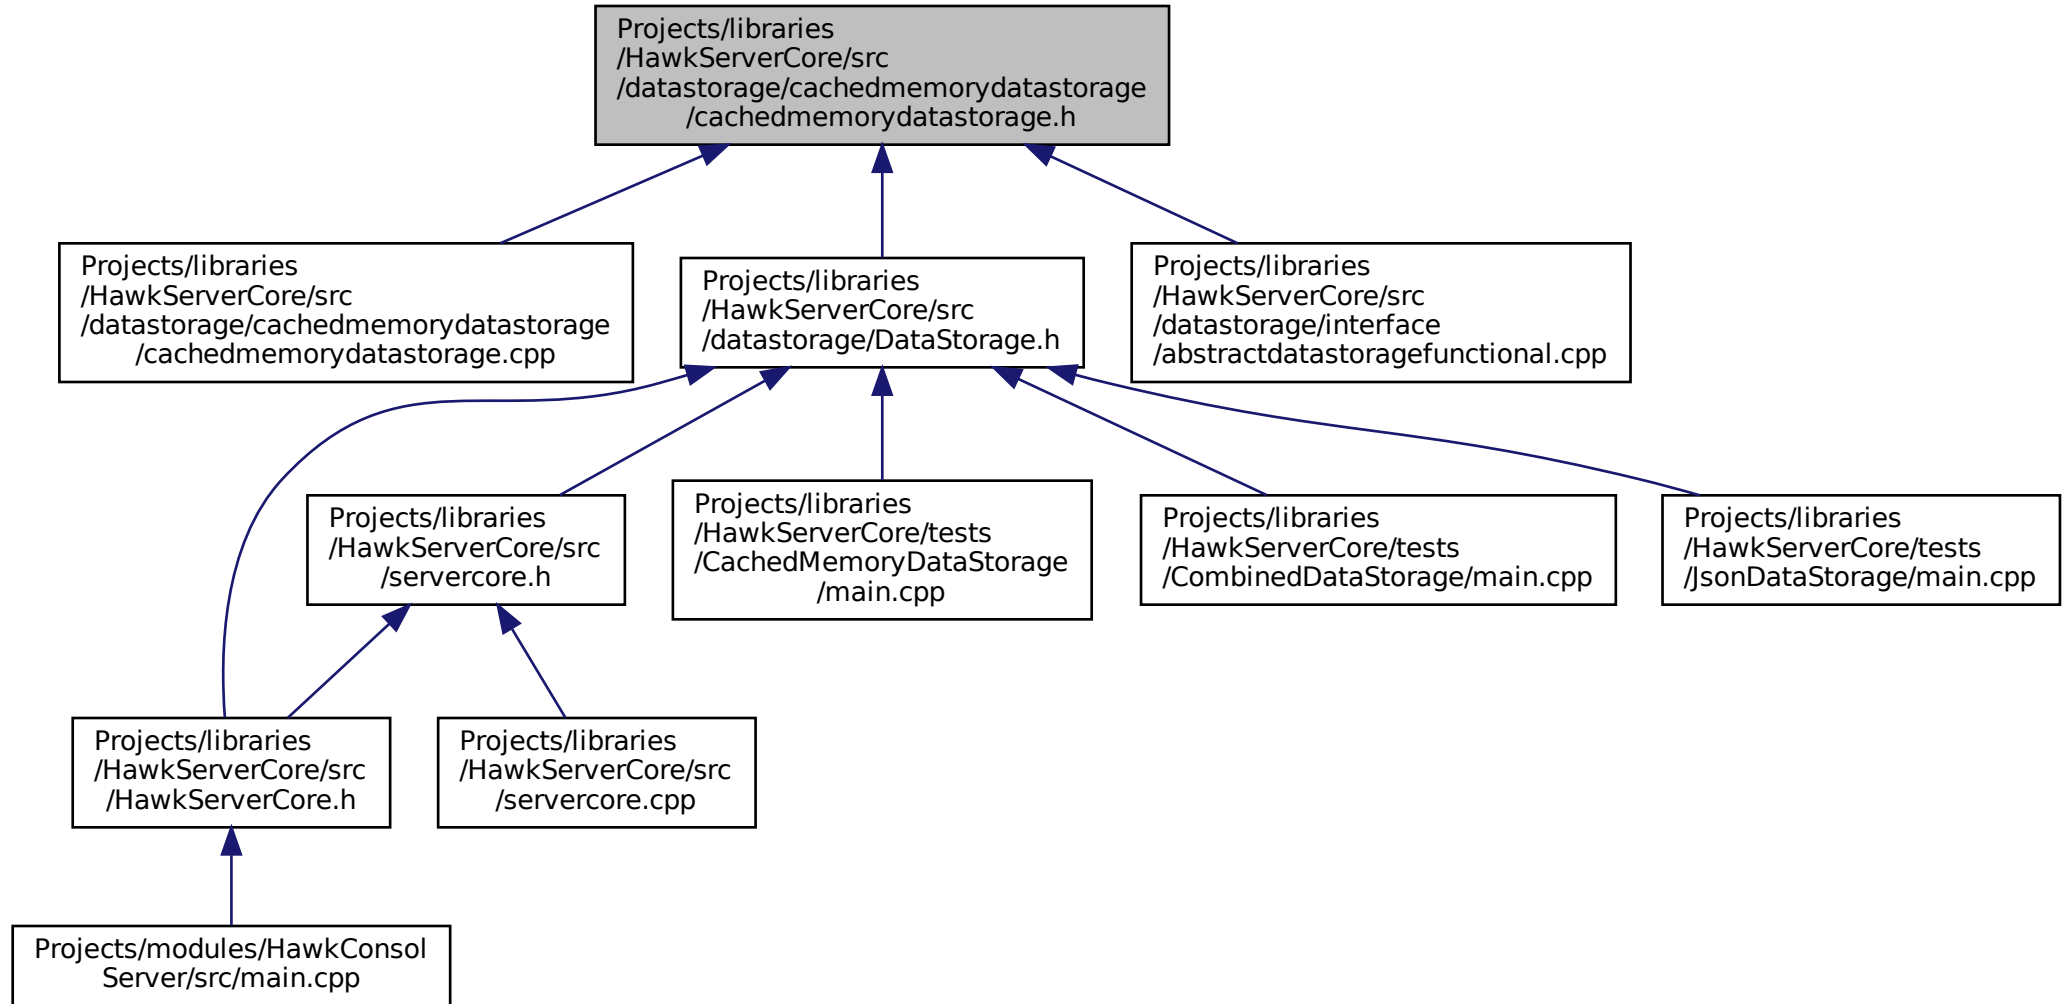 Projects/libraries
/HawkServerCore/src
/datastorage/cachedmemorydatastorage
/cachedmemorydatastorage.h
Projects/libraries
/HawkServerCore/src
/datastorage/cachedmemorydatastorage
/cachedmemorydatastorage.cpp
Projects/libraries
/HawkServerCore/src
/datastorage/DataStorage.h
Projects/libraries
/HawkServerCore/src
/datastorage/interface
/abstractdatastoragefunctional.cpp
Projects/libraries
/HawkServerCore/src
/servercore.h
Projects/libraries
/HawkServerCore/tests
/CachedMemoryDataStorage
/main.cpp
Projects/libraries
/HawkServerCore/tests
/CombinedDataStorage/main.cpp
Projects/libraries
/HawkServerCore/tests
/JsonDataStorage/main.cpp
Projects/libraries
/HawkServerCore/src
/HawkServerCore.h
Projects/libraries
/HawkServerCore/src
/servercore.cpp
Projects/modules/HawkConsol
Server/src/main.cpp